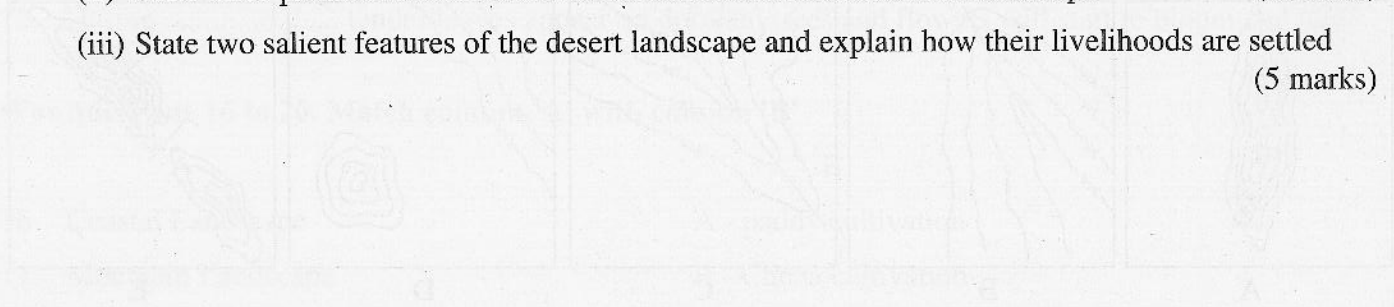 (iii) State two salient features of the desert landscape and explain how their livelihoods are settled
(5 marks)